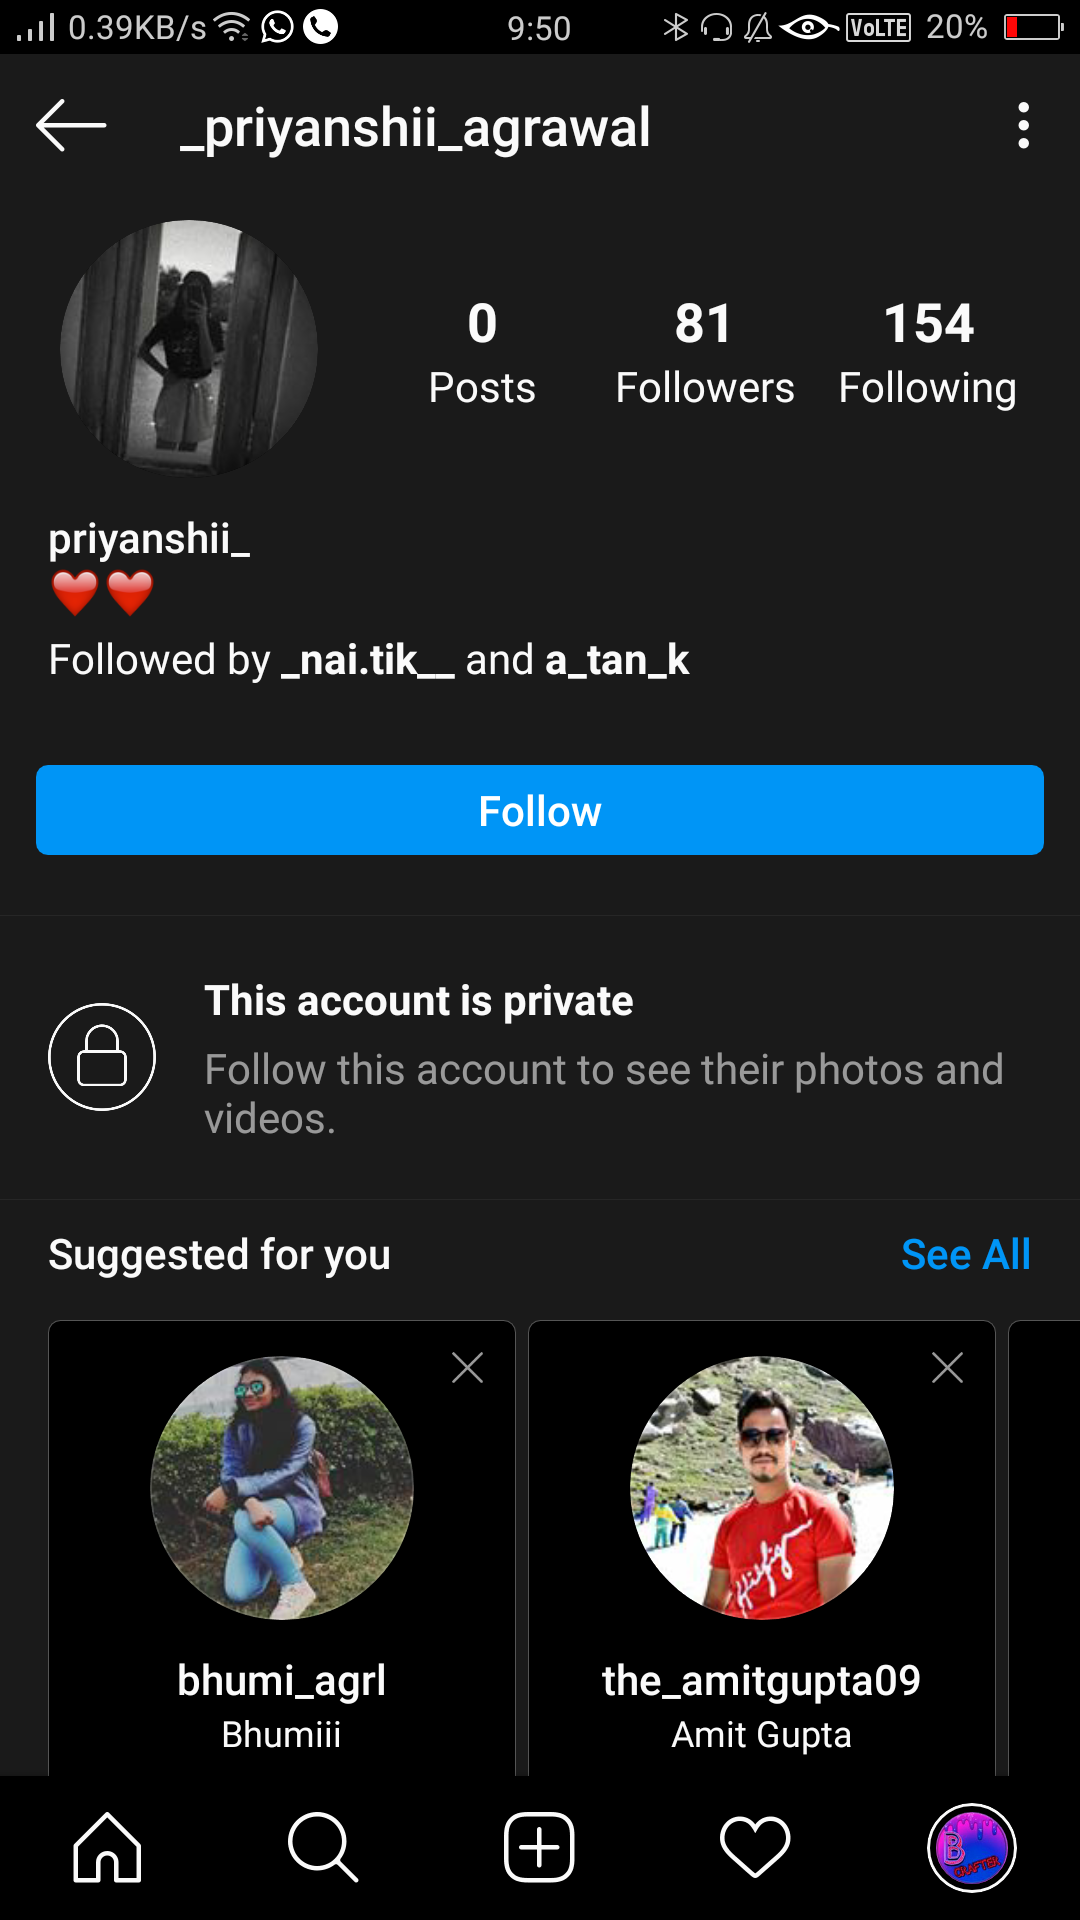 0.39KB/s 9:50 VoLTE 20%
_priyanshii_agrawal
0 81 154
Posts Followers Following
priyanshii_
❤️❤️
Followed by _nai.tik__ and a_tan_k
Follow
This account is private
Follow this account to see their photos and
videos.
Suggested for you See All
bhumi_agrl the_amitgupta09
Bhumiii Amit Gupta